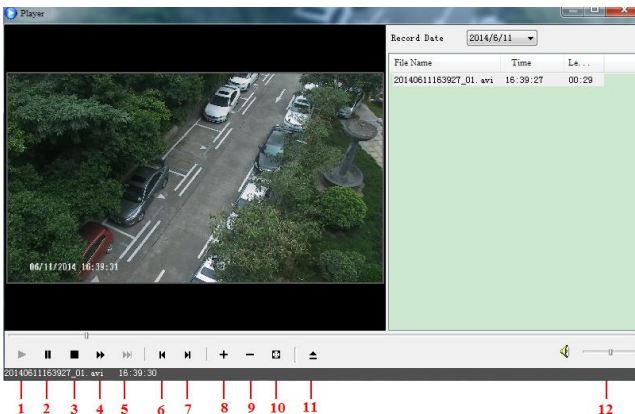 Player
Record Date 2014/6/11
File Name Time Le...
20140611163927_01.avi 16:39:27 00:29
06/11/2014 16:39:31
20140611163927_01.avi 16:39:30
1 2 3 4 5 6 7 8 9 10 11 12